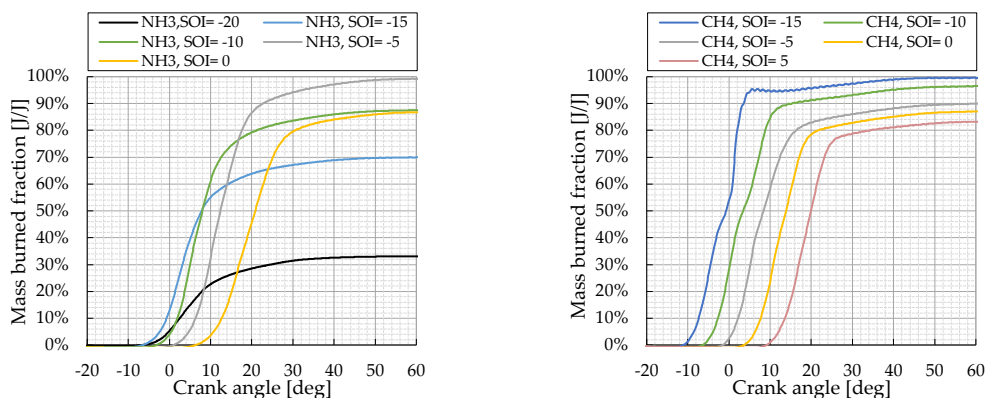 NH3,SOI= -20 NH3, SOI= -15
NH3, SOI= -10 NH3, SOI= -5
NH3, SOI= 0
100%
90%
80%
70%
60%
50%
40%
30%
20%
10%
0%
Mass burned fraction [J/J]
-20 -10 0 10 20 30 40 50 60
Crank angle [deg]
CH4, SOI= -15 CH4, SOI= -10
CH4, SOI= -5 CH4, SOI= 0
CH4, SOI= 5
100%
90%
80%
70%
60%
50%
40%
30%
20%
10%
0%
Mass burned fraction [J/J]
-20 -10 0 10 20 30 40 50 60
Crank angle [deg]